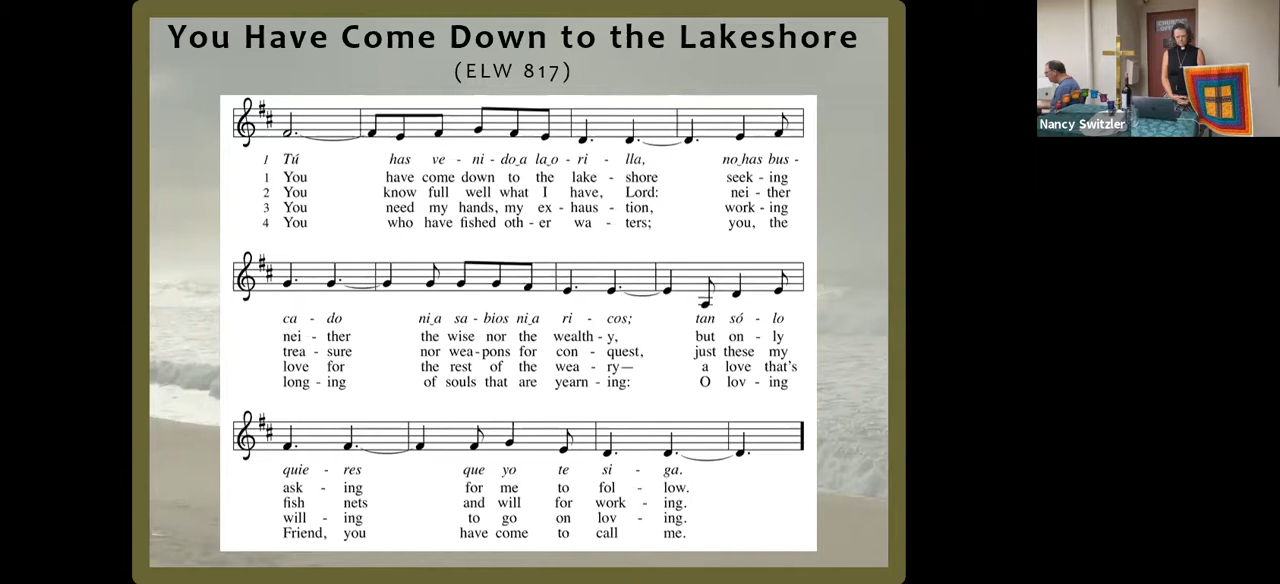 You Have Come Down to the Lakeshore
(ELW 817)
1 Tú has ve - ni - do a la o - ri - lla, no has bus -
1 You have come down to the lake - shore seek - ing
2 You know full well what I have, Lord: nei - ther
3 You need my hands, my ex - haus - tion, work - ing
4 You who have fished oth - er wa - ters; you, the
ca - do ni a sa - bios ni a ri - cos; tan só - lo
nei - ther the wise nor the wealth - y, but on - ly
trea - sure nor wea - pons for con - quest, just these my
love for the rest of the wea - ry— a love that's
long - ing of souls that are yearn - ing: O lov - ing
quie - res que yo te si - ga.
ask - ing for me to fol - low.
fish nets and will for work - ing.
will - ing to go on lov - ing.
Friend, you have come to call me.
CHURCH
Nancy Switzler